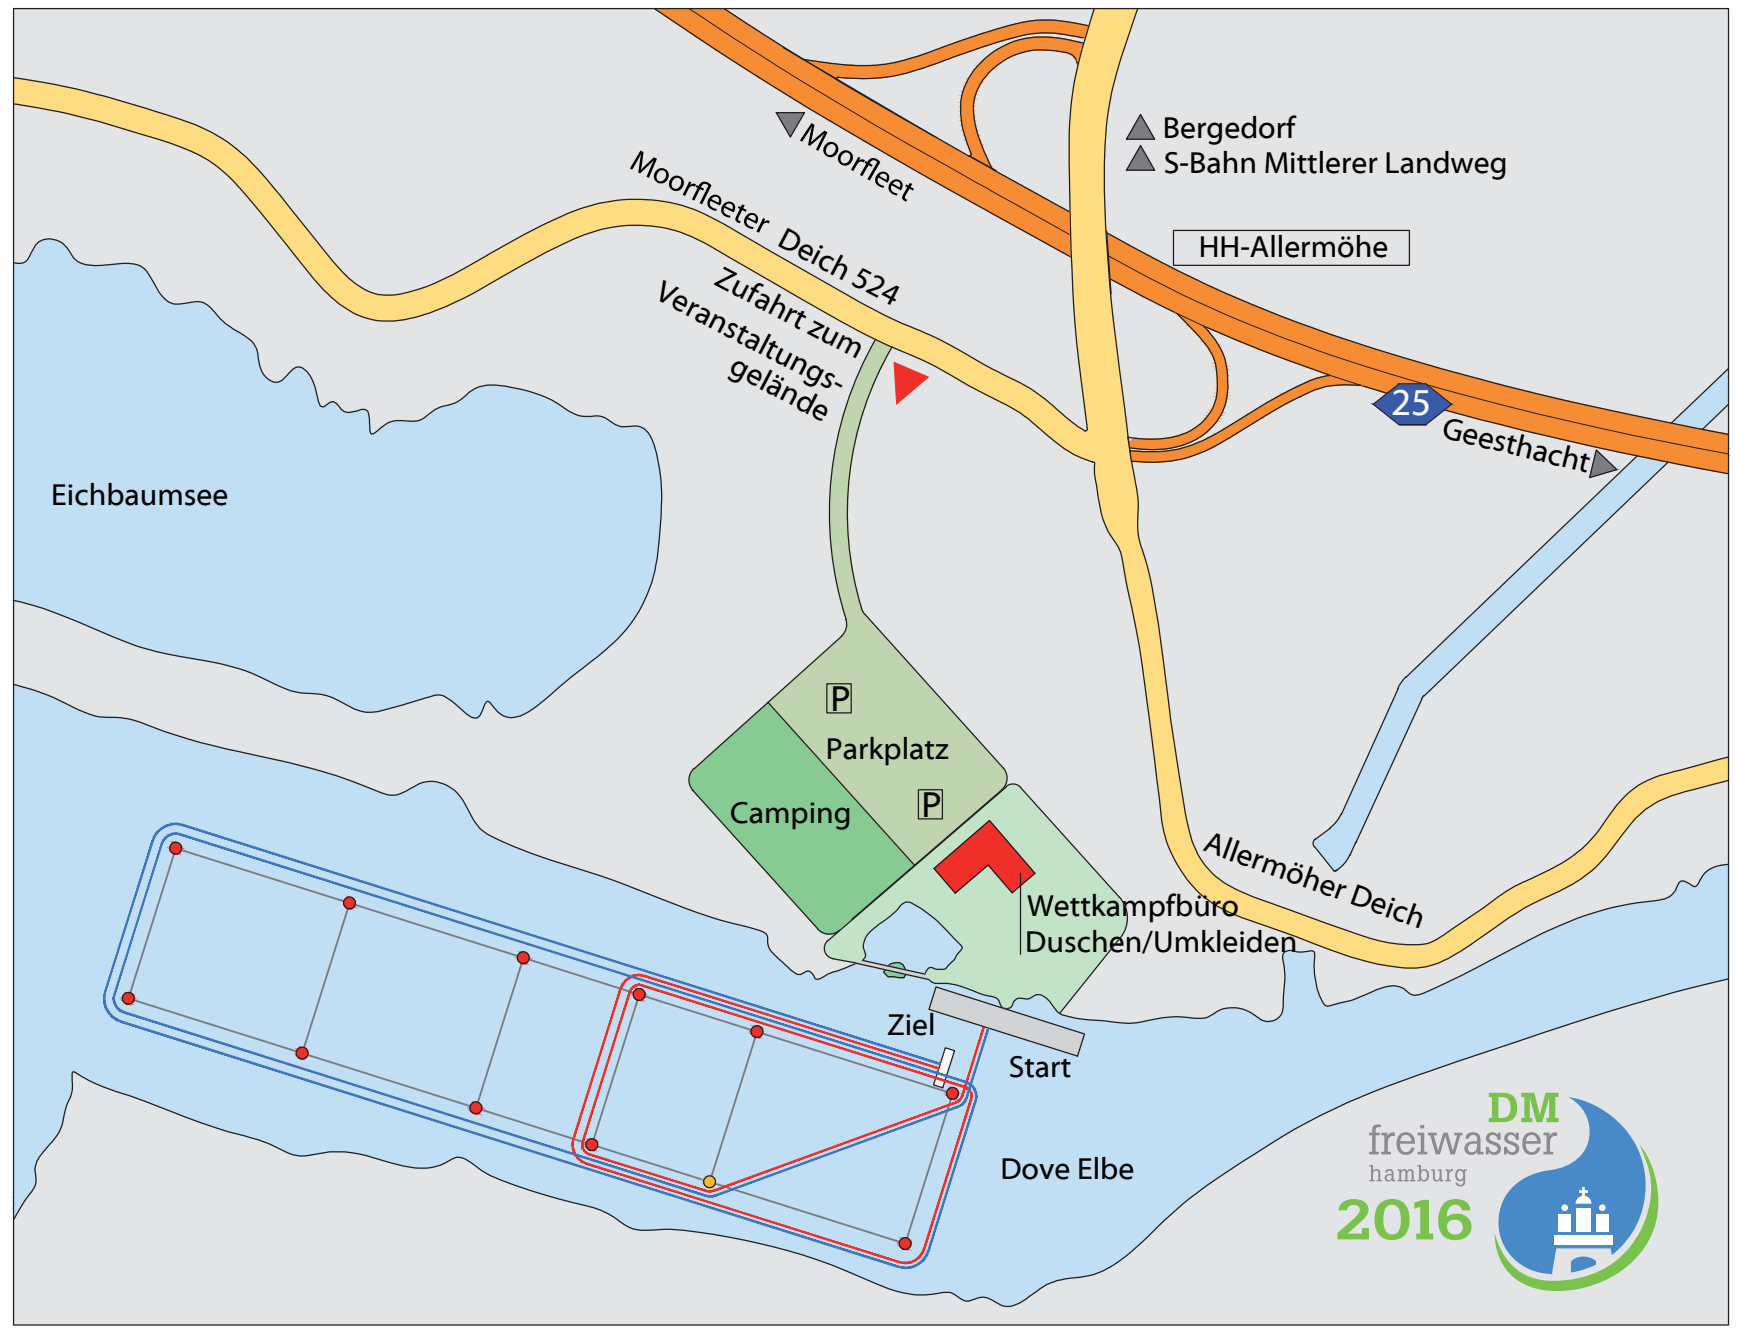 Bergedorf
S-Bahn Mittlerer Landweg
Moorfleet
Moorfleeter Deich 524
HH-Allermöhe
Zufahrt zum
Veranstaltungs-
gelände
25
Geesthacht
Eichbaumsee
P
Parkplatz
P
Camping
Allermöher Deich
Wettkampfbüro
Duschen/Umkleiden
Ziel
Start
Dove Elbe
DM
freiwasser
hamburg
2016